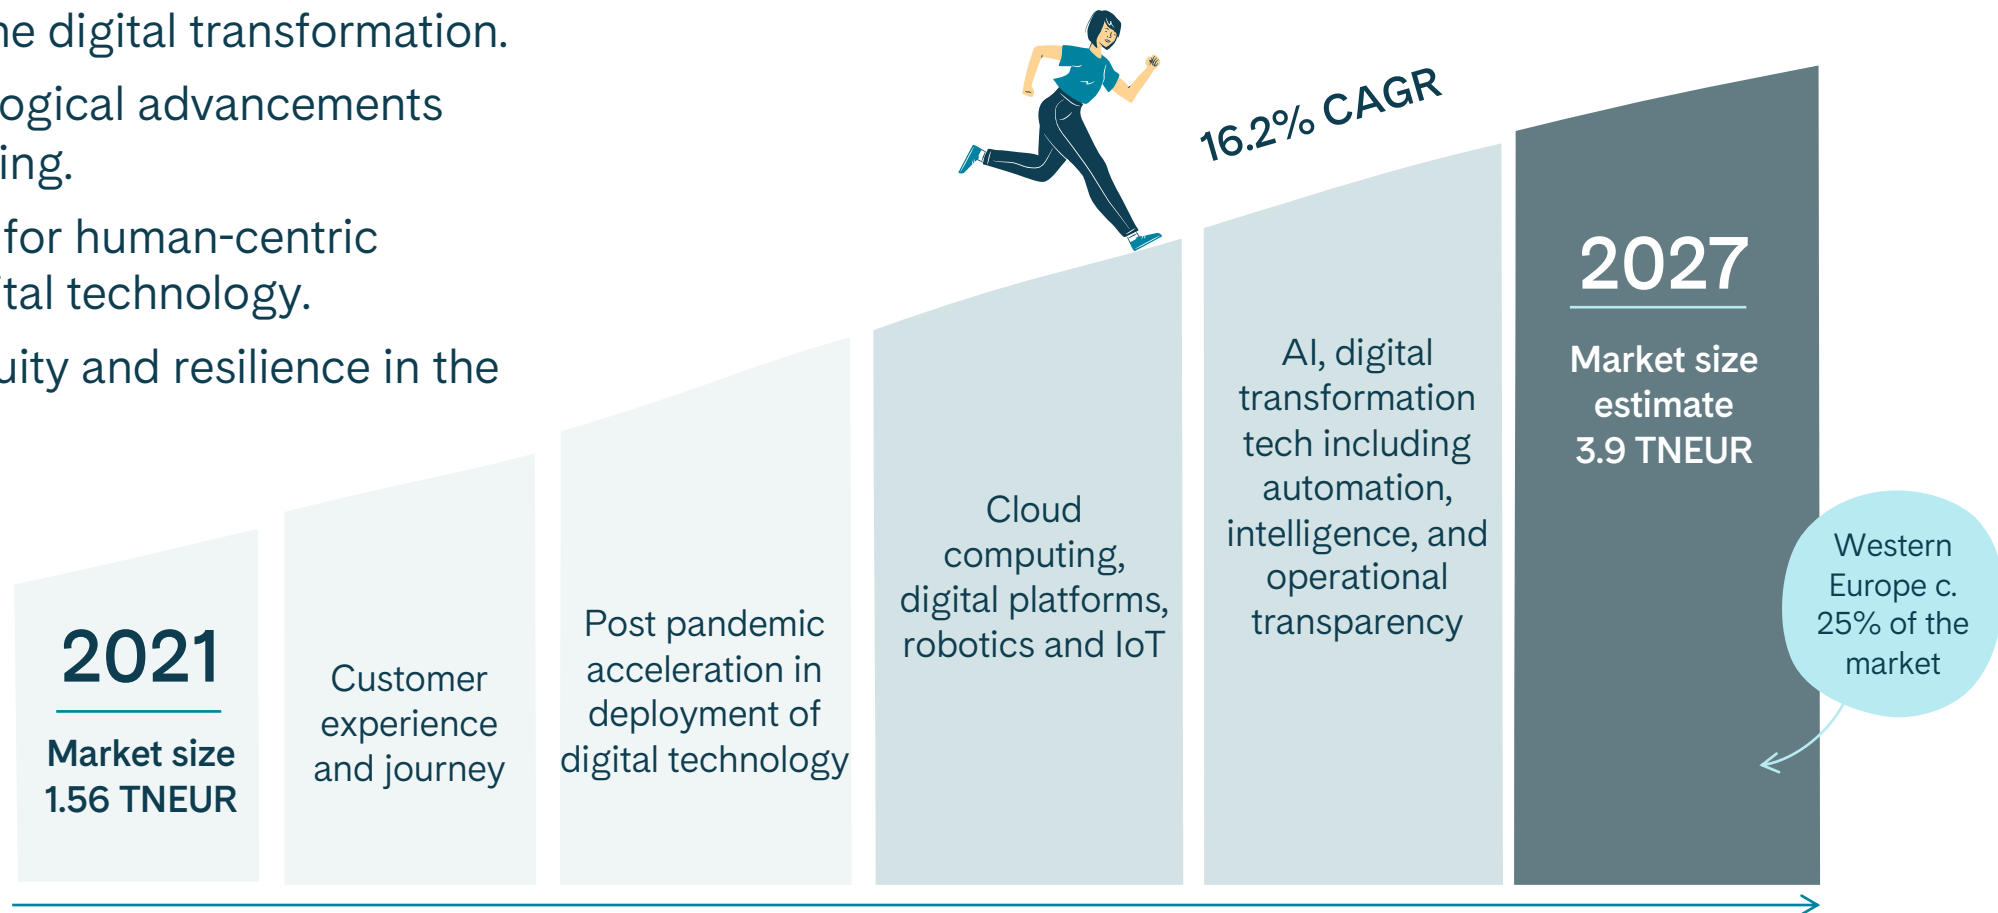 he digital transformation.
ogical advancements
ing.
for human-centric
ital technology.
uity and resilience in the
16.2% CAGR
2021
Market size
1.56 TNEUR
Customer
experience
and journey
Post pandemic
acceleration in
deployment of
digital technology
Cloud
computing,
digital platforms,
robotics and IoT
AI, digital
transformation
tech including
automation,
intelligence, and
operational
transparency
2027
Market size
estimate
3.9 TNEUR
Western
Europe c.
25% of the
market